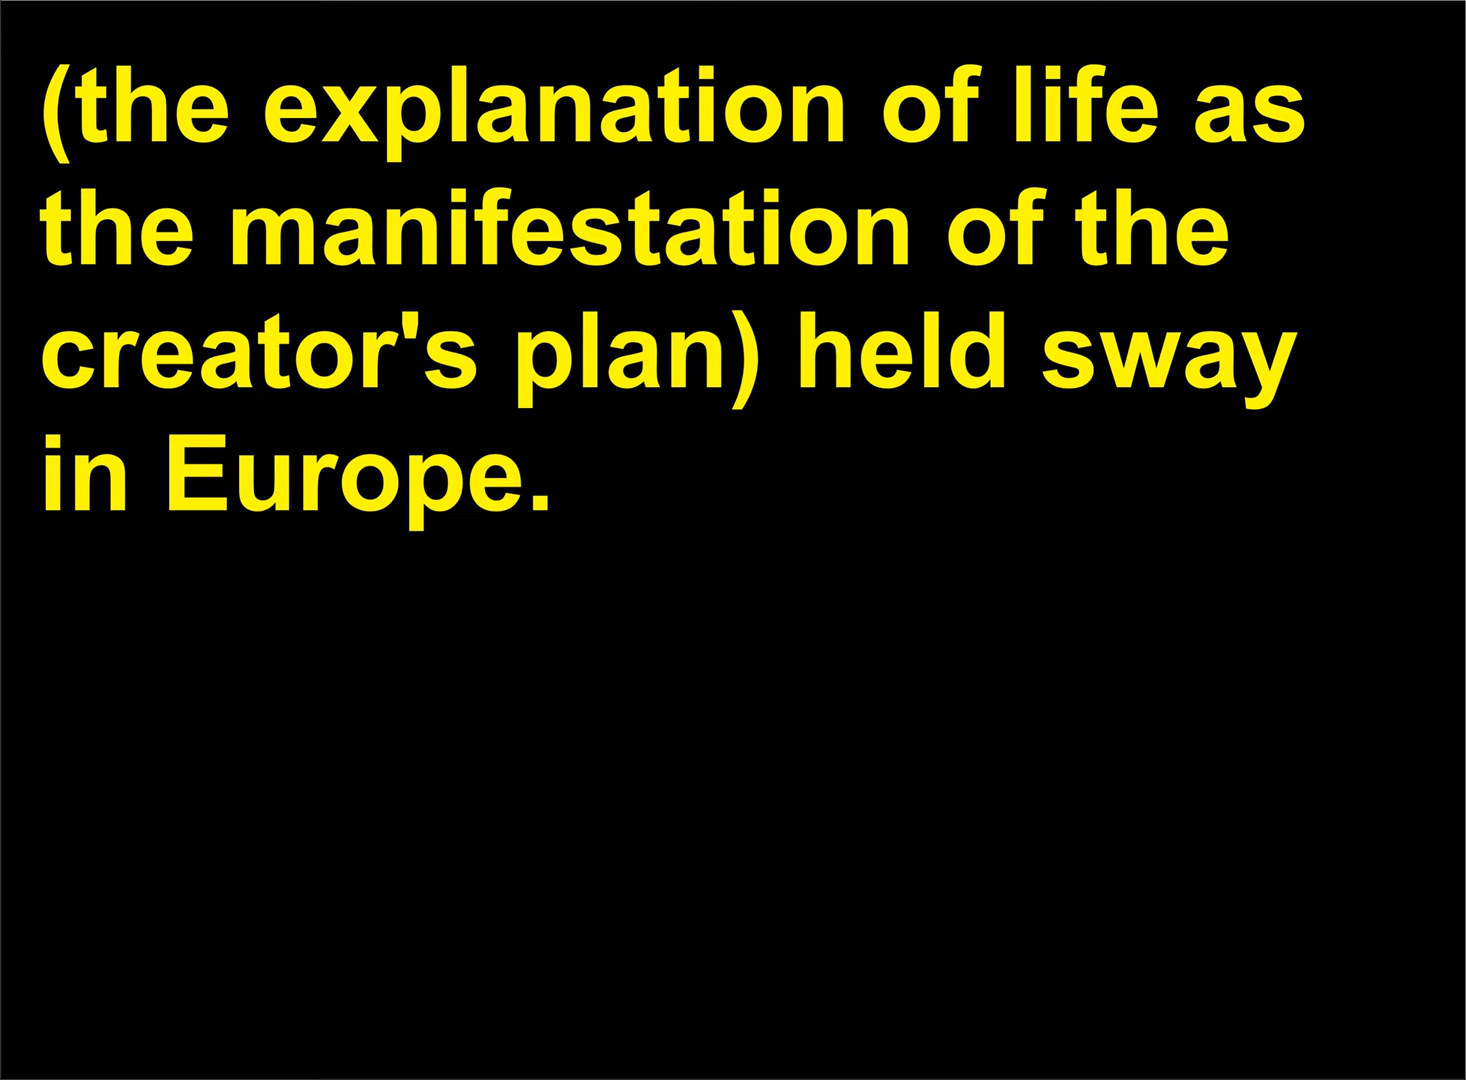 (the explanation of life as
the manifestation of the
creator's plan) held sway
in Europe.